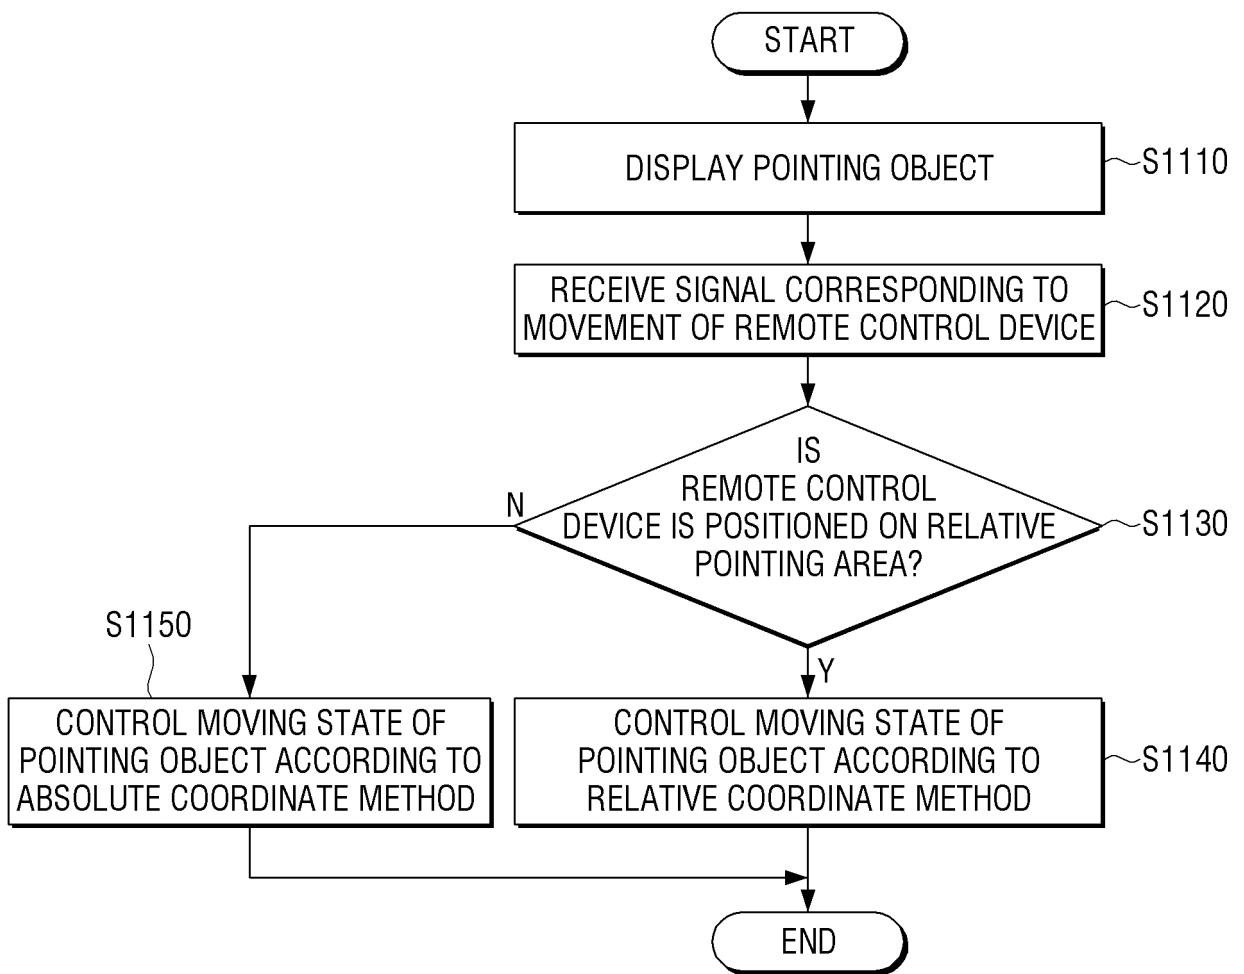 START
DISPLAY POINTING OBJECT
S1110
RECEIVE SIGNAL CORRESPONDING TO
MOVEMENT OF REMOTE CONTROL DEVICE
S1120
IS
REMOTE CONTROL
DEVICE IS POSITIONED ON RELATIVE
POINTING AREA?
S1130
N
Y
S1150
CONTROL MOVING STATE OF
POINTING OBJECT ACCORDING TO
ABSOLUTE COORDINATE METHOD
CONTROL MOVING STATE OF
POINTING OBJECT ACCORDING TO
RELATIVE COORDINATE METHOD
S1140
END